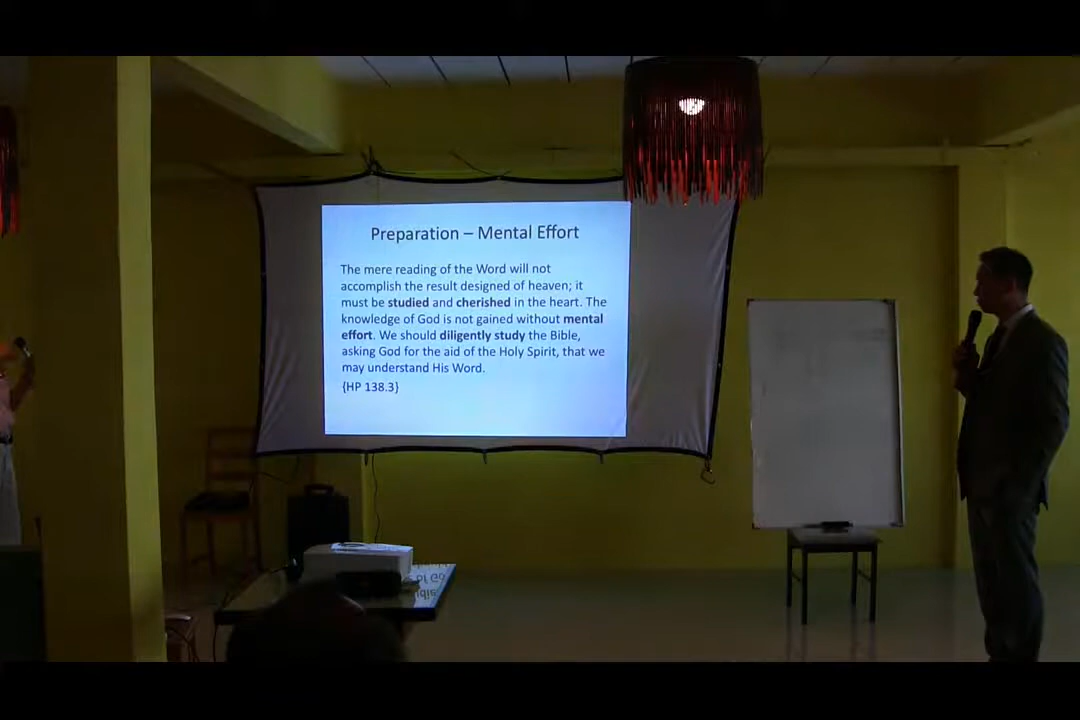 Preparation – Mental Effort
The mere reading of the Word will not
accomplish the result designed of heaven; it
must be studied and cherished in the heart. The
knowledge of God is not gained without mental
effort. We should diligently study the Bible,
asking God for the aid of the Holy Spirit, that we
may understand His Word.
{HP 138.3}